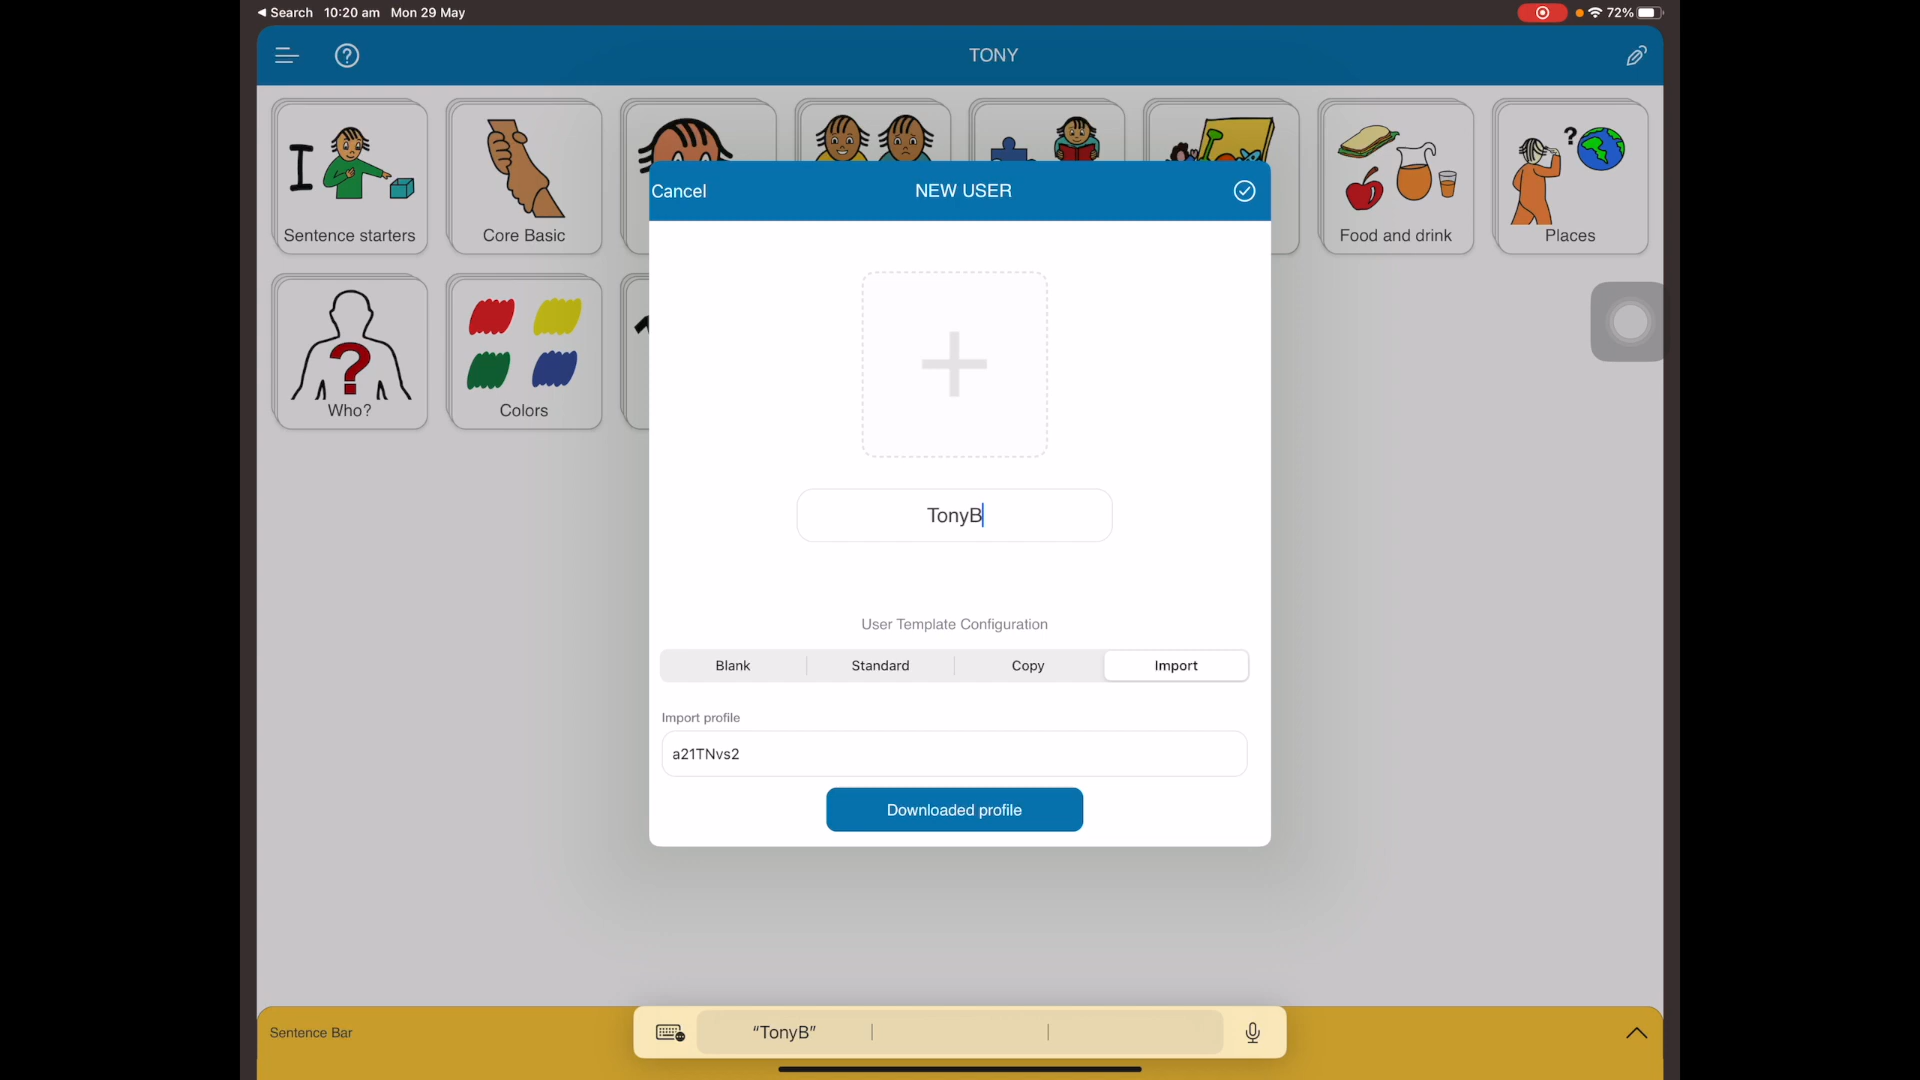 Search 10:20 am Mon 29 May
72%
TONY
I
Sentence starters
Core Basic
?
Food and drink
Places
Cancel
NEW USER
?
Who?
Colors
TonyB
User Template Configuration
Blank
Standard
Copy
Import
Import profile
a21TNvs2
Downloaded profile
Sentence Bar
“TonyB”